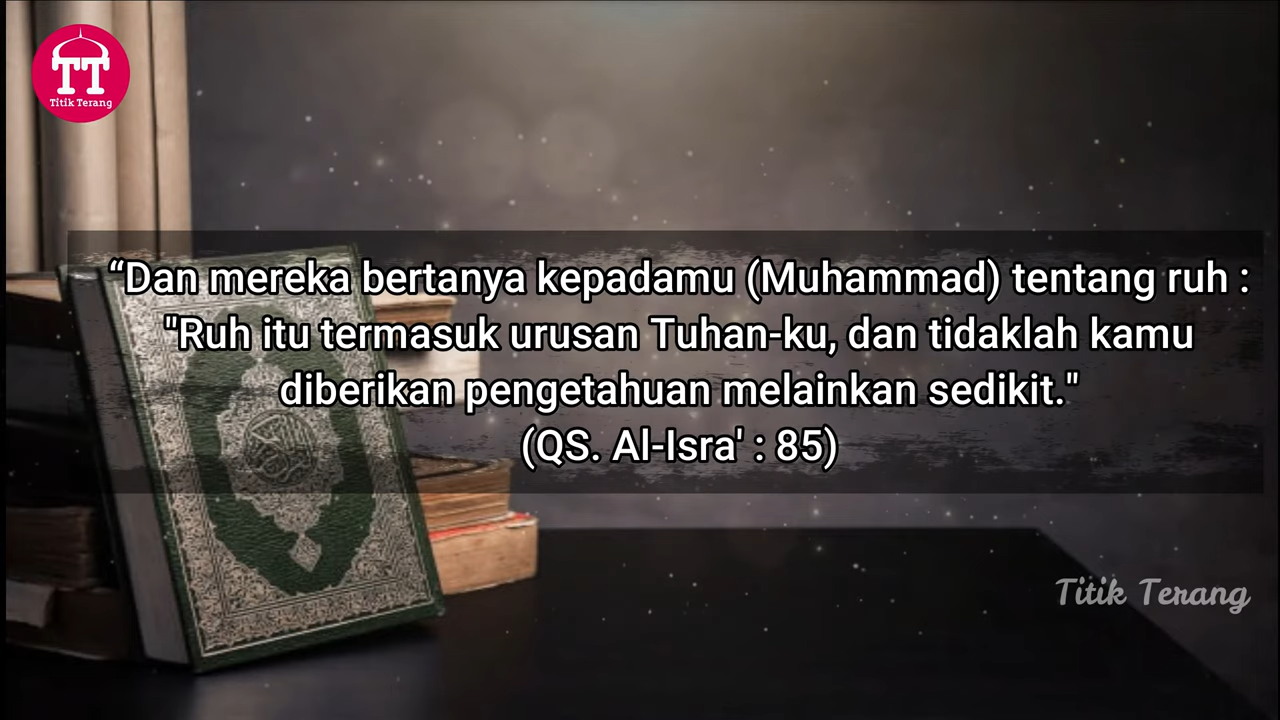 TT
Titik Terang
“Dan mereka bertanya kepadamu (Muhammad) tentang ruh :
"Ruh itu termasuk urusan Tuhan-ku, dan tidaklah kamu
diberikan pengetahuan melainkan sedikit."
(QS. Al-Isra' : 85)
Titik Terang